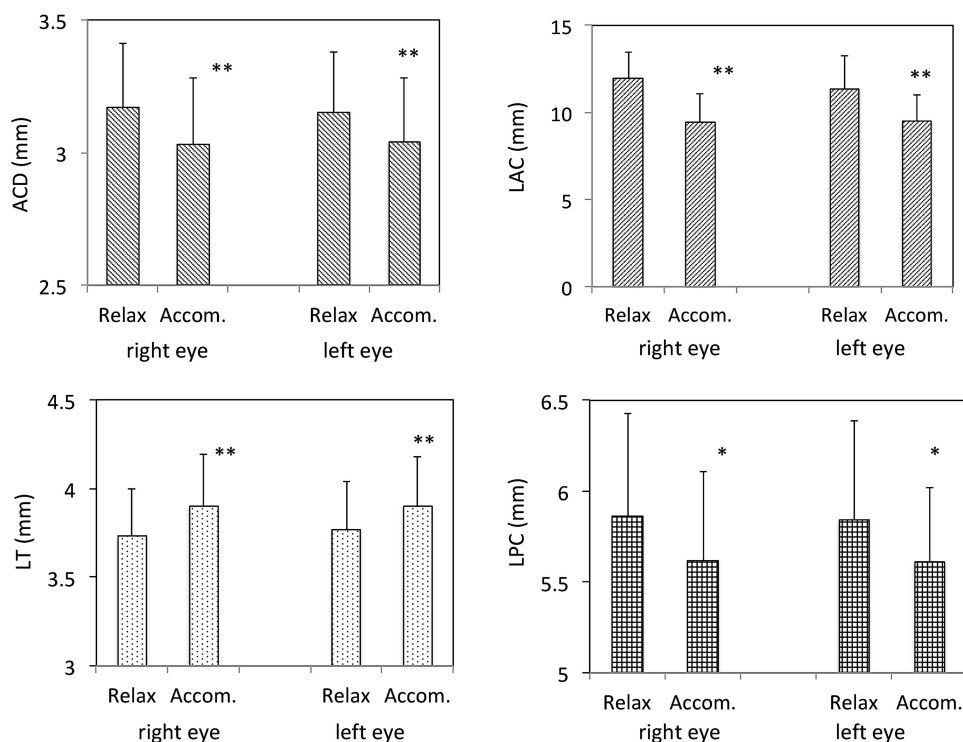 ACD (mm)
3.5
3
2.5
**
**
Relax Accom. Relax Accom.
right eye left eye
LAC (mm)
15
10
5
0
**
**
Relax Accom. Relax Accom.
right eye left eye
LT (mm)
4.5
4
3.5
3
**
**
Relax Accom. Relax Accom.
right eye left eye
LPC (mm)
6.5
6
5.5
5
*
*
Relax Accom. Relax Accom.
right eye left eye